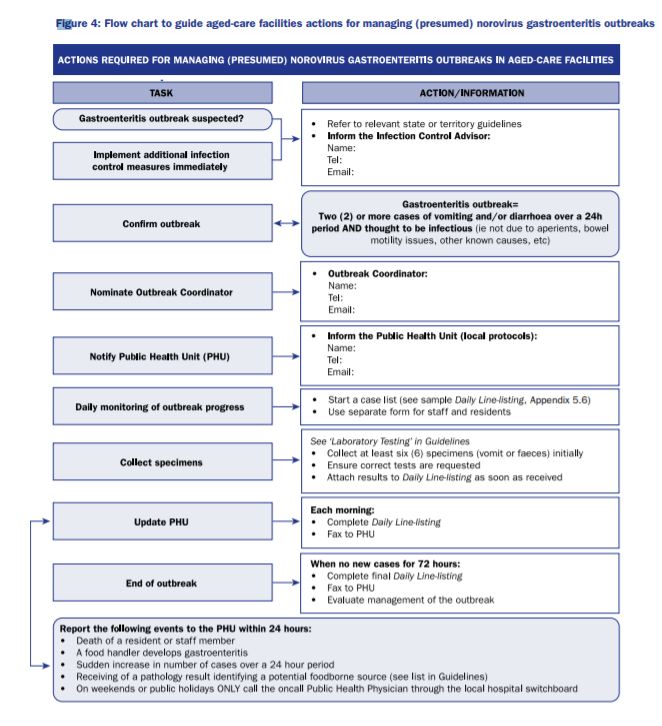 Figure 4: Flow chart to guide aged-care facilities actions for managing (presumed) norovirus gastroenteritis outbreaks
ACTIONS REQUIRED FOR MANAGING (PRESUMED) NOROVIRUS GASTROENTERITIS OUTBREAKS IN AGED-CARE FACILITIES
TASK
ACTION/INFORMATION
Gastroenteritis outbreak suspected?
Implement additional infection
control measures immediately
• Refer to relevant state or territory guidelines
• Inform the Infection Control Advisor:
Name:
Tel:
Email:
Confirm outbreak
Gastroenteritis outbreak=
Two (2) or more cases of vomiting and/or diarrhoea over a 24h
period AND thought to be infectious (ie not due to aperients, bowel
motility issues, other known causes, etc)
Nominate Outbreak Coordinator
• Outbreak Coordinator:
Name:
Tel:
Email:
Notify Public Health Unit (PHU)
• Inform the Public Health Unit (local protocols):
Name:
Tel:
Email:
Daily monitoring of outbreak progress
• Start a case list (see sample Daily Line-listing, Appendix 5.6)
• Use separate form for staff and residents
Collect specimens
See ‘Laboratory Testing’ in Guidelines
• Collect at least six (6) specimens (vomit or faeces) initially
• Ensure correct tests are requested
• Attach results to Daily Line-listing as soon as received
Update PHU
Each morning:
• Complete Daily Line-listing
• Fax to PHU
End of outbreak
When no new cases for 72 hours:
• Complete final Daily Line-listing
• Fax to PHU
• Evaluate management of the outbreak
Report the following events to the PHU within 24 hours:
• Death of a resident or staff member
• A food handler develops gastroenteritis
• Sudden increase in number of cases over a 24 hour period
• Receiving of a pathology result identifying a potential foodborne source (see list in Guidelines)
• On weekends or public holidays ONLY call the oncall Public Health Physician through the local hospital switchboard